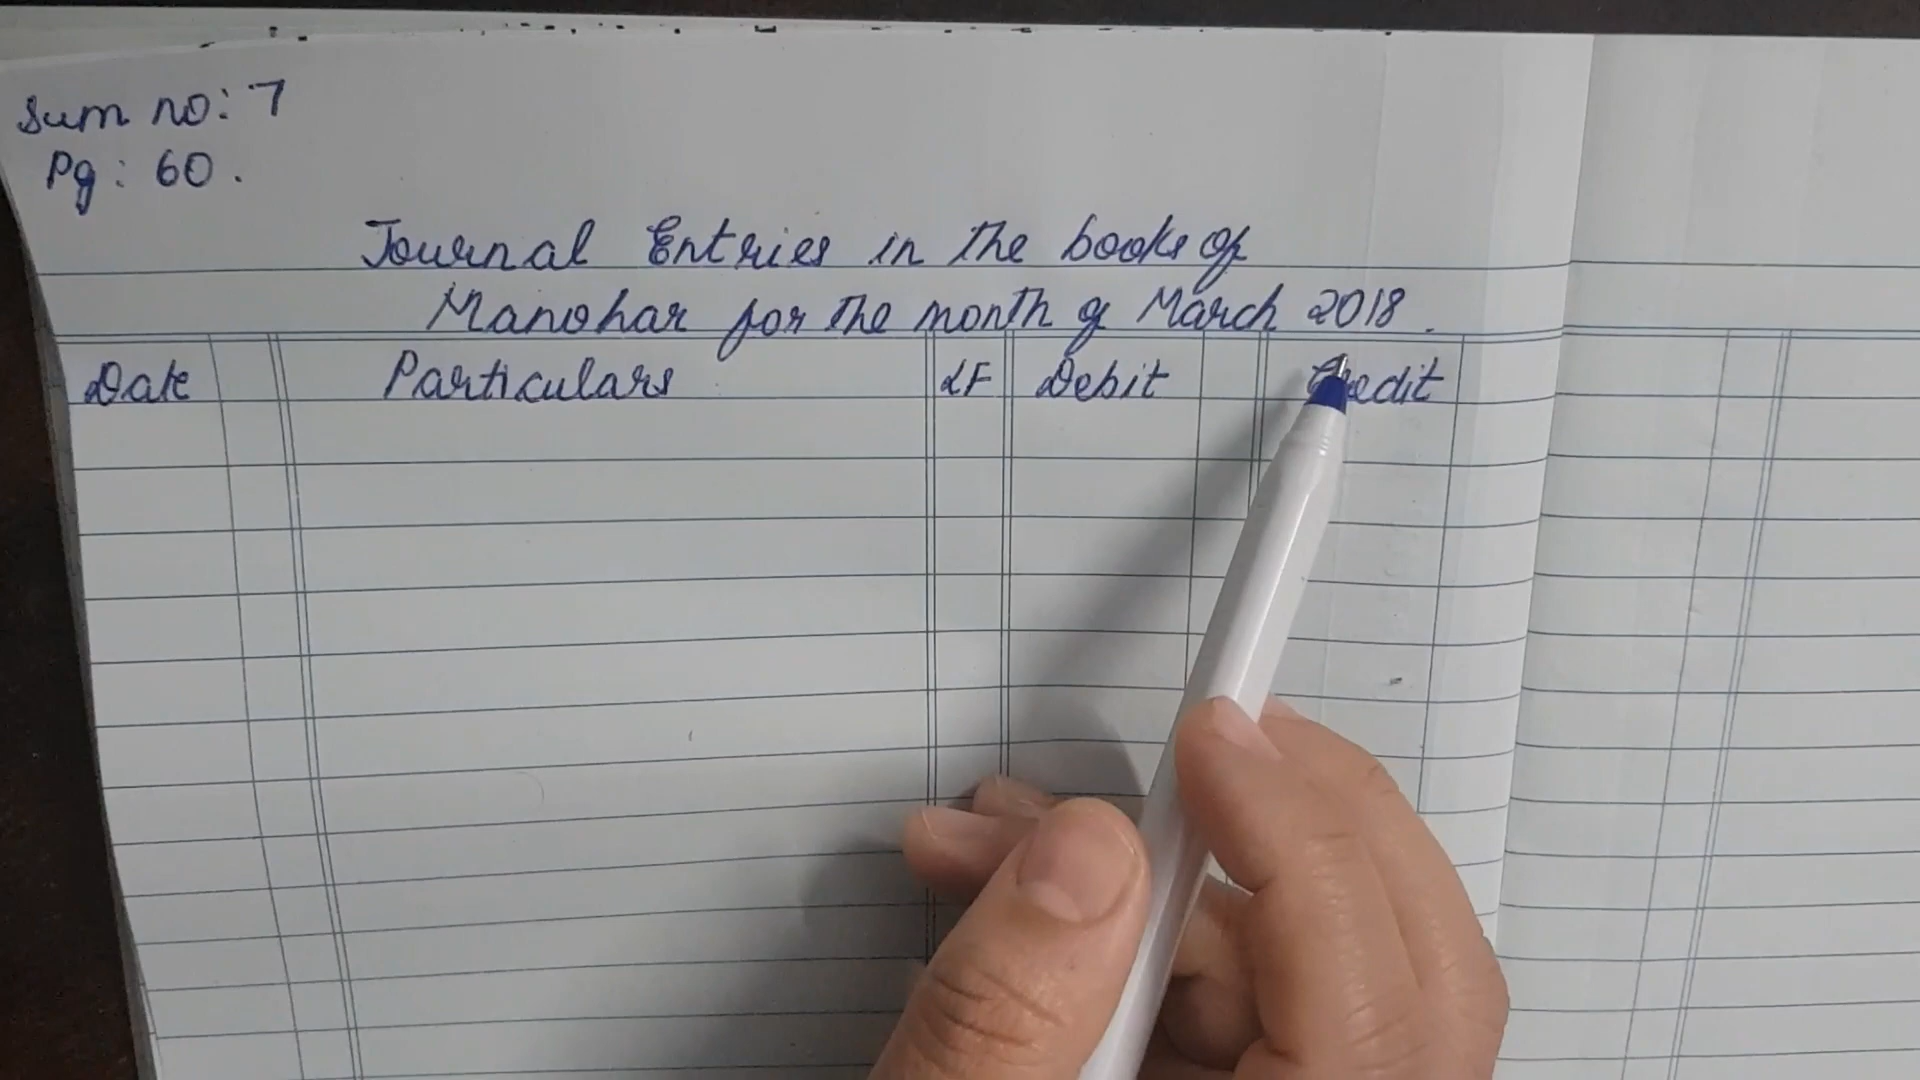 Sum no: 7
Pg: 60.
Journal Entries in the books of
Manohar for the month of March 2018.
Date Particulars LF Debit Credit